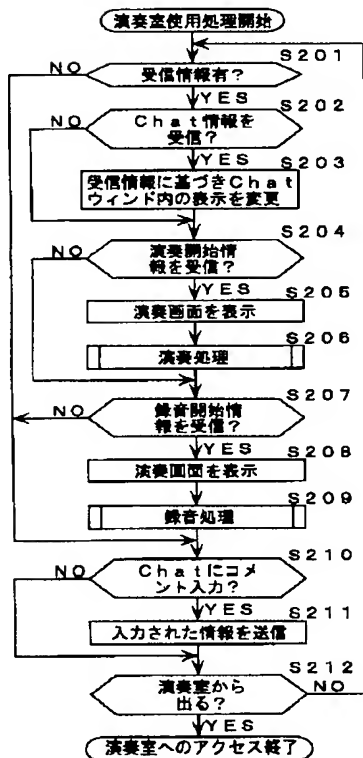 演奏室使用処理開始
S201
NO
受信情報有?
YES
S202
NO
Chat情報を
受信?
YES
S203
受信情報に基づきChat
ウィンド内の表示を変更
S204
NO
演奏開始情
報を受信?
YES
S205
演奏画面を表示
S206
演奏処理
S207
NO
録音開始情
報を受信?
YES
S208
演奏画面を表示
S209
録音処理
S210
NO
Chatにコメ
ント入力?
YES
S211
入力された情報を送信
S212
演奏室から
出る?
NO
YES
演奏室へのアクセス終了